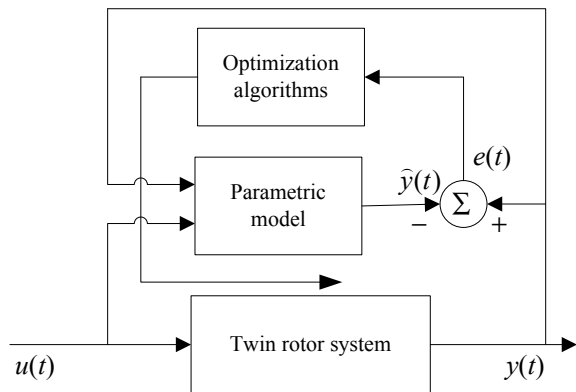 Optimization
algorithms
e(t)
Parametric
model
ŷ(t)
Σ
−
+
Twin rotor system
u(t)
y(t)